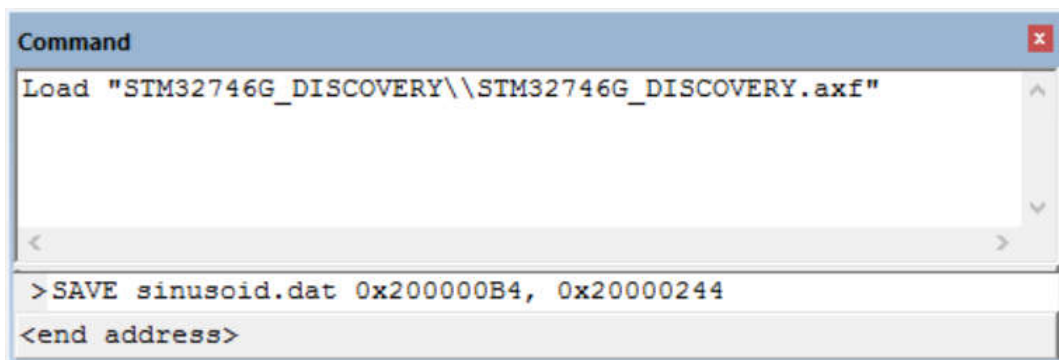 Command
Load "STM32746G_DISCOVERY\\STM32746G_DISCOVERY.axf"
>SAVE sinusoid.dat 0x200000B4, 0x20000244
<end address>